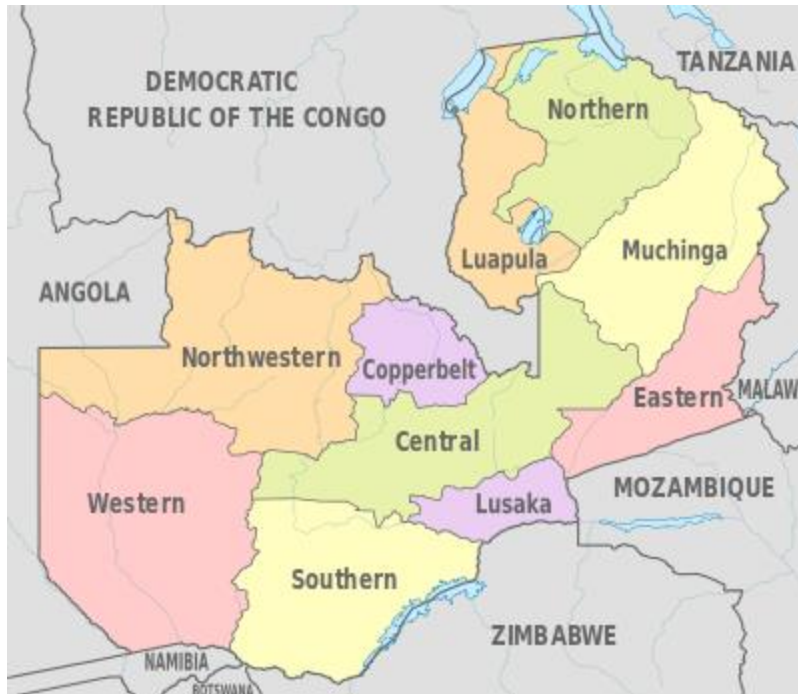 DEMOCRATIC
REPUBLIC OF THE CONGO
TANZANIA
Northern
Muchinga
Luapula
ANGOLA
Northwestern
Copperbelt
Eastern
MALAW
Central
Western
Lusaka
MOZAMBIQUE
Southern
ZIMBABWE
NAMIBIA
BOTSWANA